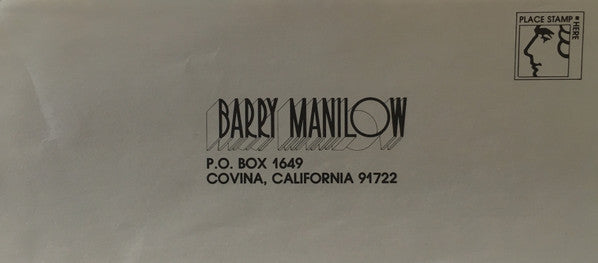 PLACE STAMP
HERE
BARRY MANILOW
P.O. BOX 1649
COVINA, CALIFORNIA 91722